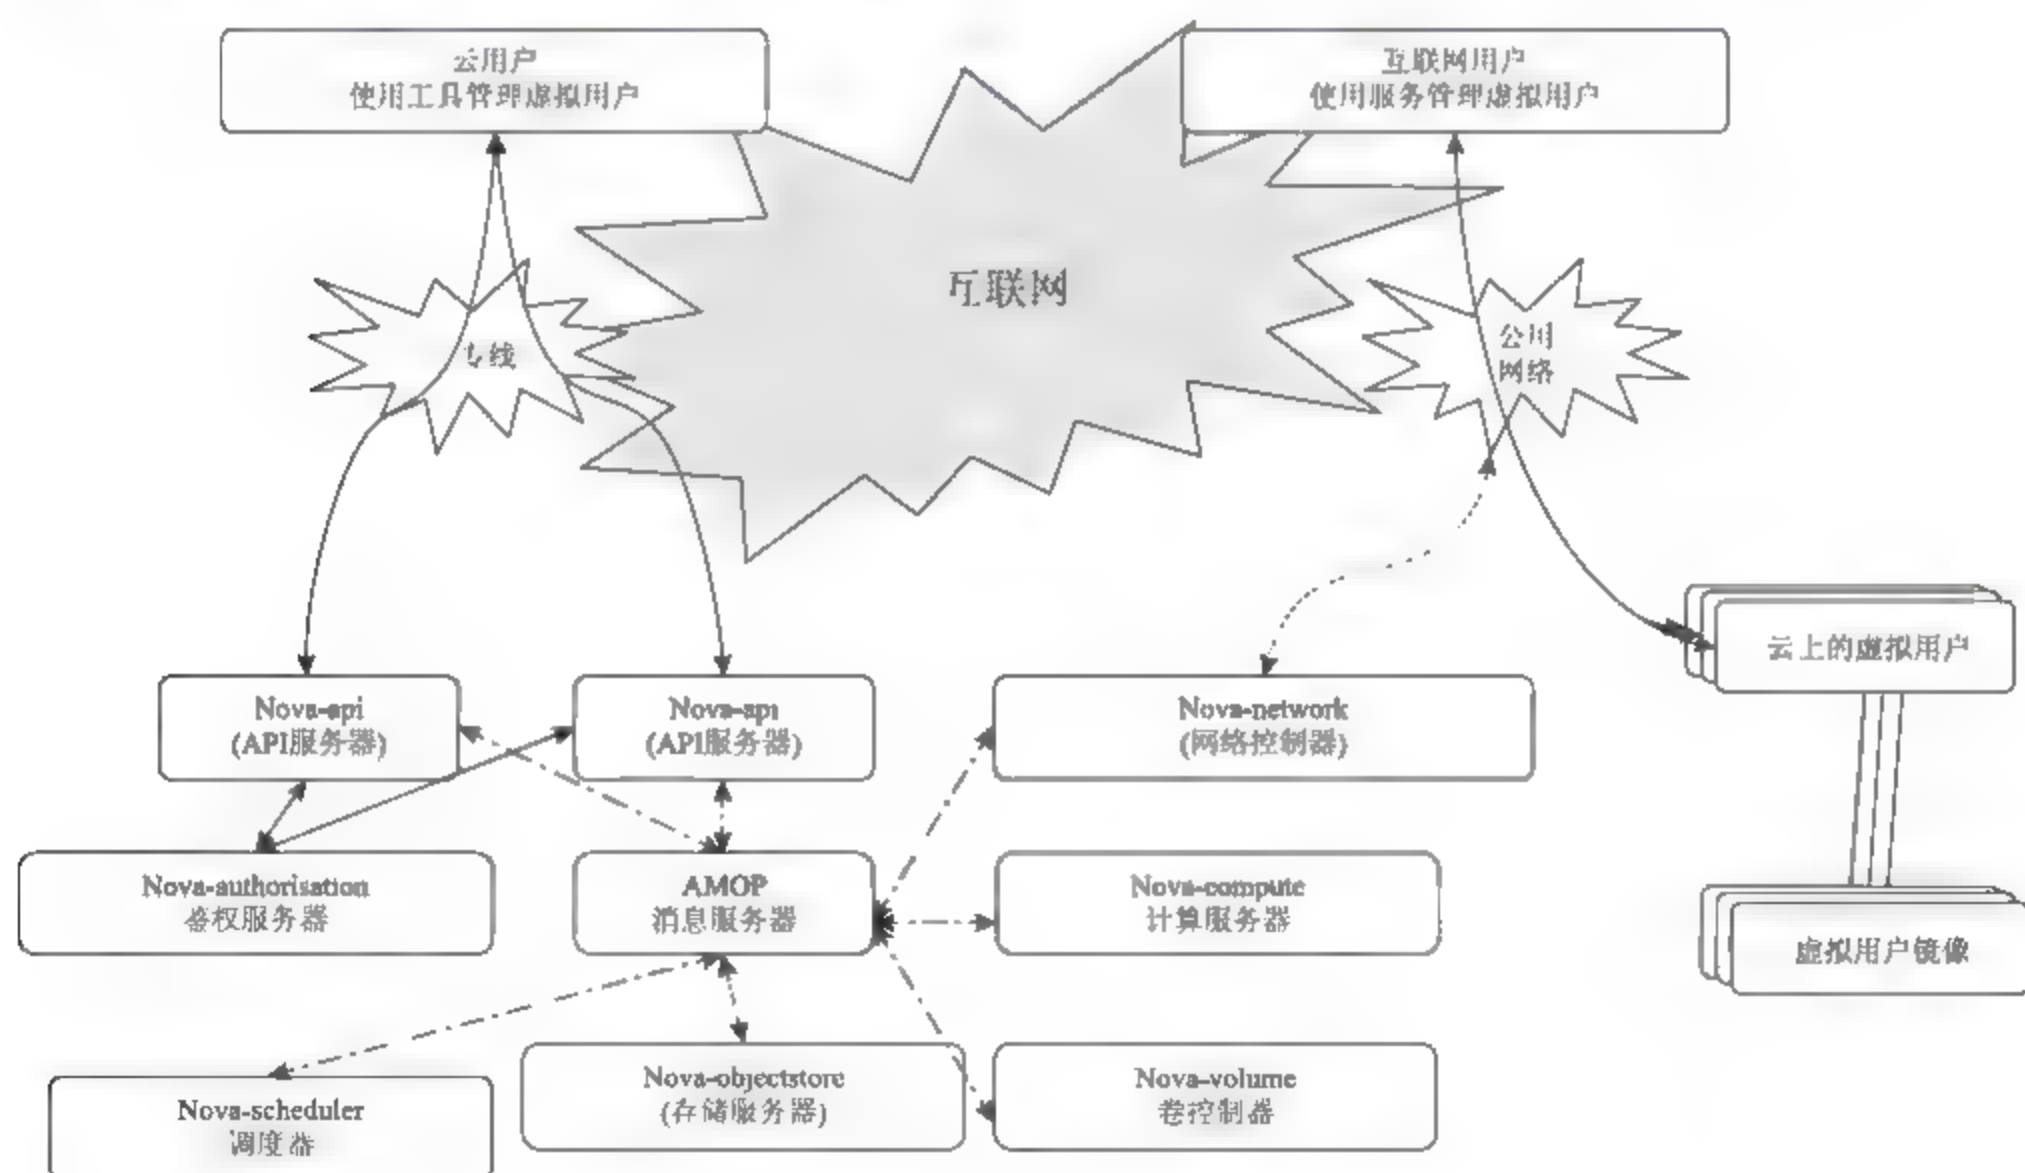 云用户
使用工具管理虚拟用户
互联网用户
使用服务管理虚拟用户
互联网
专线
公用
网络
云上的虚拟用户
Nova-api
(API服务器)
Nova-api
(API服务器)
Nova-network
(网络控制器)
Nova-authorisation
鉴权服务器
AMOP
消息服务器
Nova-compute
计算服务器
虚拟用户镜像
Nova-scheduler
调度器
Nova-objectstore
(存储服务器)
Nova-volume
卷控制器